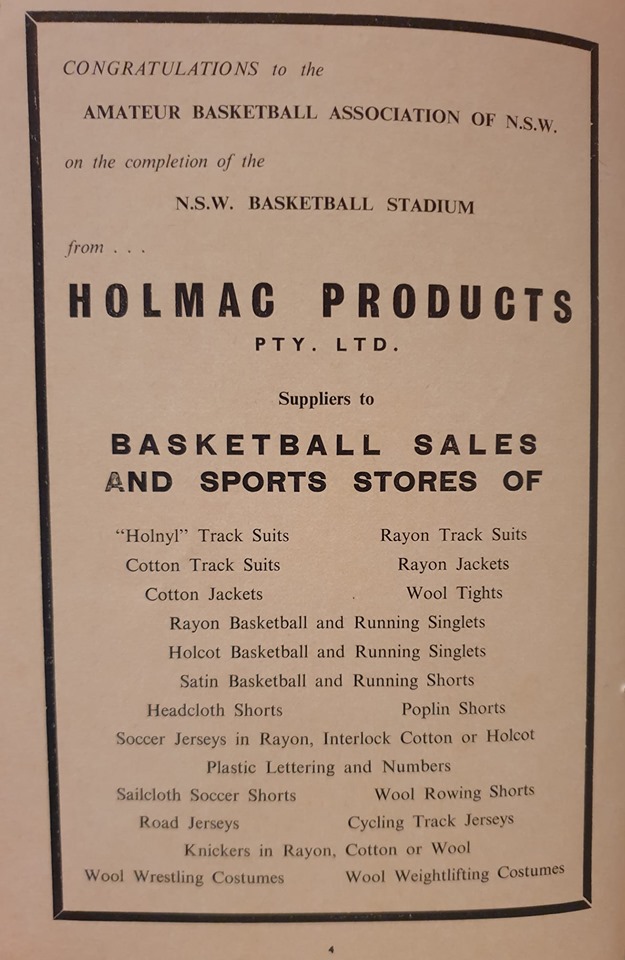 CONGRATULATIONS to the
AMATEUR BASKETBALL ASSOCIATION OF N.S.W.
on the completion of the
N.S.W. BASKETBALL STADIUM
from . . .
HOLMAC PRODUCTS
PTY. LTD.
Suppliers to
BASKETBALL SALES
AND SPORTS STORES OF
"Holnyl" Track Suits Rayon Track Suits
Cotton Track Suits Rayon Jackets
Cotton Jackets Wool Tights
Rayon Basketball and Running Singlets
Holcot Basketball and Running Singlets
Satin Basketball and Running Shorts
Headcloth Shorts Poplin Shorts
Soccer Jerseys in Rayon, Interlock Cotton or Holcot
Plastic Lettering and Numbers
Sailcloth Soccer Shorts Wool Rowing Shorts
Road Jerseys Cycling Track Jerseys
Knickers in Rayon, Cotton or Wool
Wool Wrestling Costumes Wool Weightlifting Costumes
4